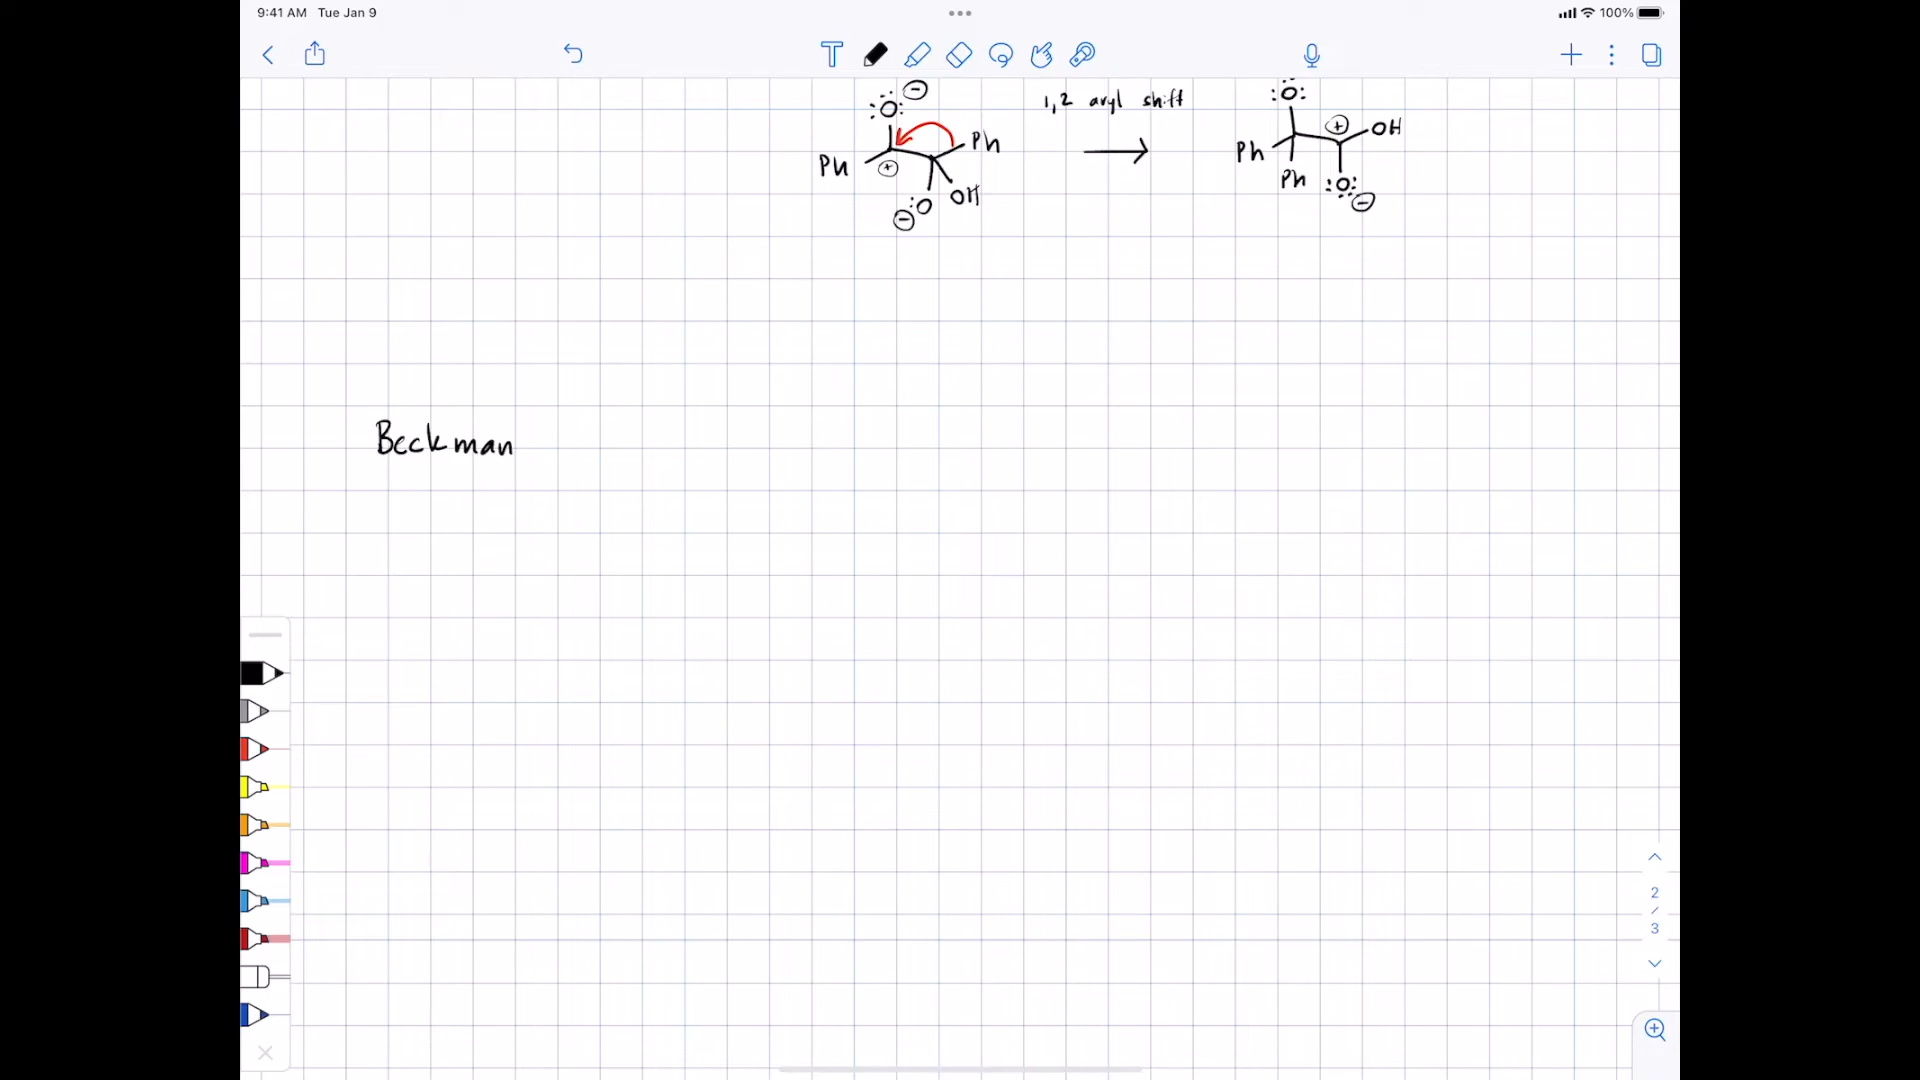 9:41 AM Tue Jan 9
100%
T
:O: −
1,2 aryl shift
:O:
Ph
+
Ph
−
:O
OH
Ph
Ph
+
OH
:O:
−
Beckman
2
/
3